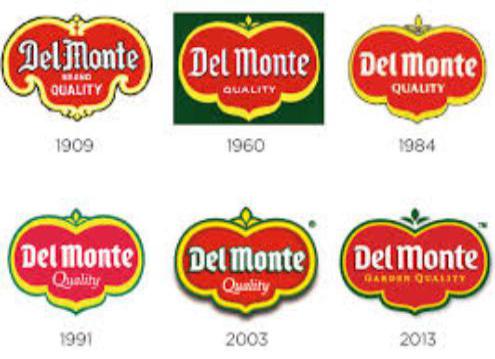 Del Monte
BRAND
QUALITY
1909
Del Monte
QUALITY
1960
Del Monte
QUALITY
1984
Del Monte
Quality
1991
Del Monte
Quality
®
2003
Del Monte
GARDEN QUALITY
™
2013